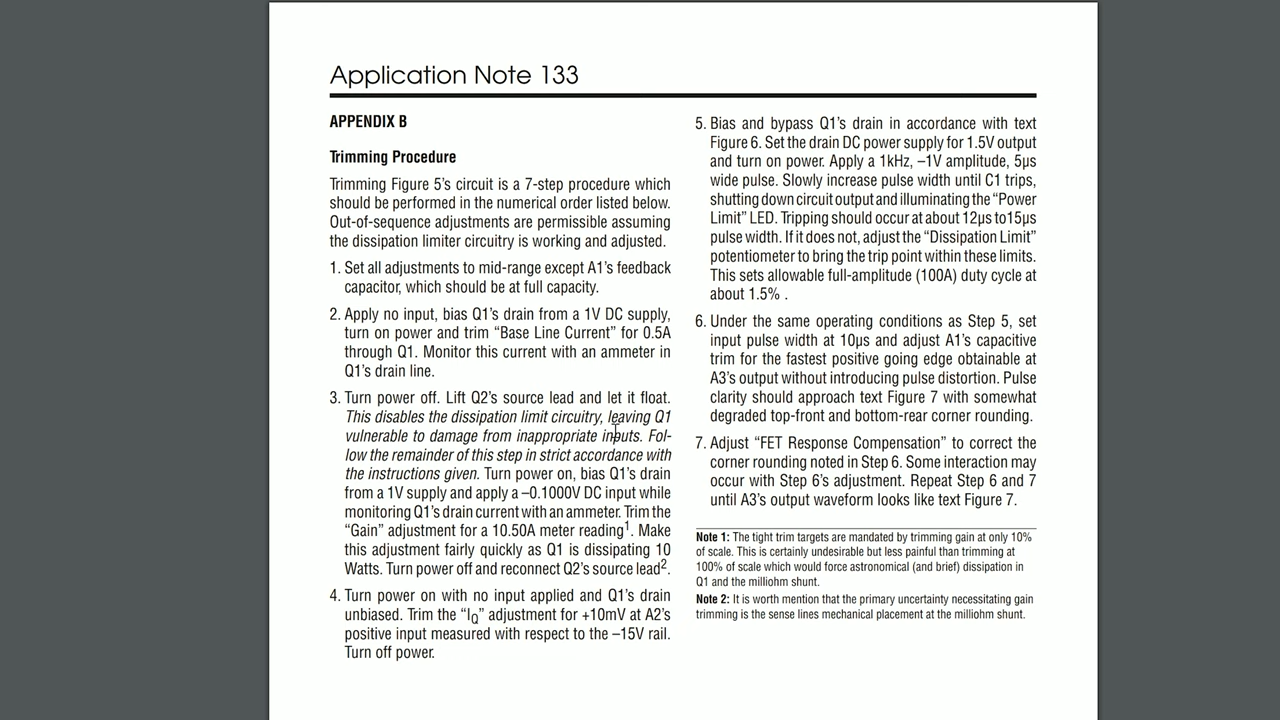 Application Note 133
APPENDIX B
Trimming Procedure
Trimming Figure 5's circuit is a 7-step procedure which
should be performed in the numerical order listed below.
Out-of-sequence adjustments are permissible assuming
the dissipation limiter circuitry is working and adjusted.
1. Set all adjustments to mid-range except A1's feedback
capacitor, which should be at full capacity.
2. Apply no input, bias Q1's drain from a 1V DC supply,
turn on power and trim “Base Line Current” for 0.5A
through Q1. Monitor this current with an ammeter in
Q1's drain line.
3. Turn power off. Lift Q2's source lead and let it float.
This disables the dissipation limit circuitry, leaving Q1
vulnerable to damage from inappropriate inputs. Fol-
low the remainder of this step in strict accordance with
the instructions given. Turn power on, bias Q1's drain
from a 1V supply and apply a –0.1000V DC input while
monitoring Q1's drain current with an ammeter. Trim the
“Gain” adjustment for a 10.50A meter reading1. Make
this adjustment fairly quickly as Q1 is dissipating 10
Watts. Turn power off and reconnect Q2's source lead2.
4. Turn power on with no input applied and Q1's drain
unbiased. Trim the “IQ” adjustment for +10mV at A2's
positive input measured with respect to the –15V rail.
Turn off power.
5. Bias and bypass Q1's drain in accordance with text
Figure 6. Set the drain DC power supply for 1.5V output
and turn on power. Apply a 1kHz, –1V amplitude, 5µs
wide pulse. Slowly increase pulse width until C1 trips,
shutting down circuit output and illuminating the “Power
Limit” LED. Tripping should occur at about 12µs to15µs
pulse width. If it does not, adjust the “Dissipation Limit”
potentiometer to bring the trip point within these limits.
This sets allowable full-amplitude (100A) duty cycle at
about 1.5% .
6. Under the same operating conditions as Step 5, set
input pulse width at 10µs and adjust A1's capacitive
trim for the fastest positive going edge obtainable at
A3's output without introducing pulse distortion. Pulse
clarity should approach text Figure 7 with somewhat
degraded top-front and bottom-rear corner rounding.
7. Adjust “FET Response Compensation” to correct the
corner rounding noted in Step 6. Some interaction may
occur with Step 6's adjustment. Repeat Step 6 and 7
until A3's output waveform looks like text Figure 7.
Note 1: The tight trim targets are mandated by trimming gain at only 10%
of scale. This is certainly undesirable but less painful than trimming at
100% of scale which would force astronomical (and brief) dissipation in
Q1 and the milliohm shunt.
Note 2: It is worth mention that the primary uncertainty necessitating gain
trimming is the sense lines mechanical placement at the milliohm shunt.